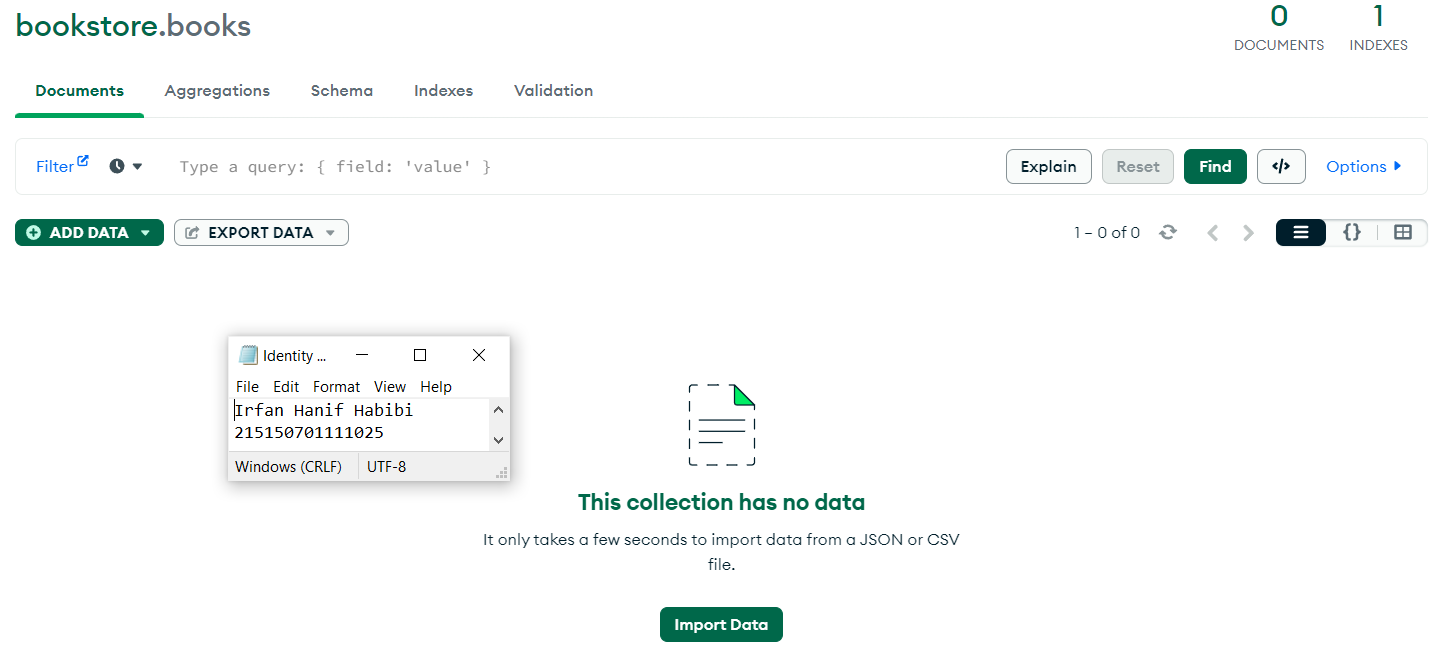 bookstore.books
0 1
DOCUMENTS INDEXES
Documents Aggregations Schema Indexes Validation
Filter Type a query: { field: 'value' } Explain Reset Find </> Options
ADD DATA EXPORT DATA 1 – 0 of 0 {}
Identity ...
File Edit Format View Help
Irfan Hanif Habibi
215150701111025
Windows (CRLF) UTF-8
This collection has no data
It only takes a few seconds to import data from a JSON or CSV
file.
Import Data